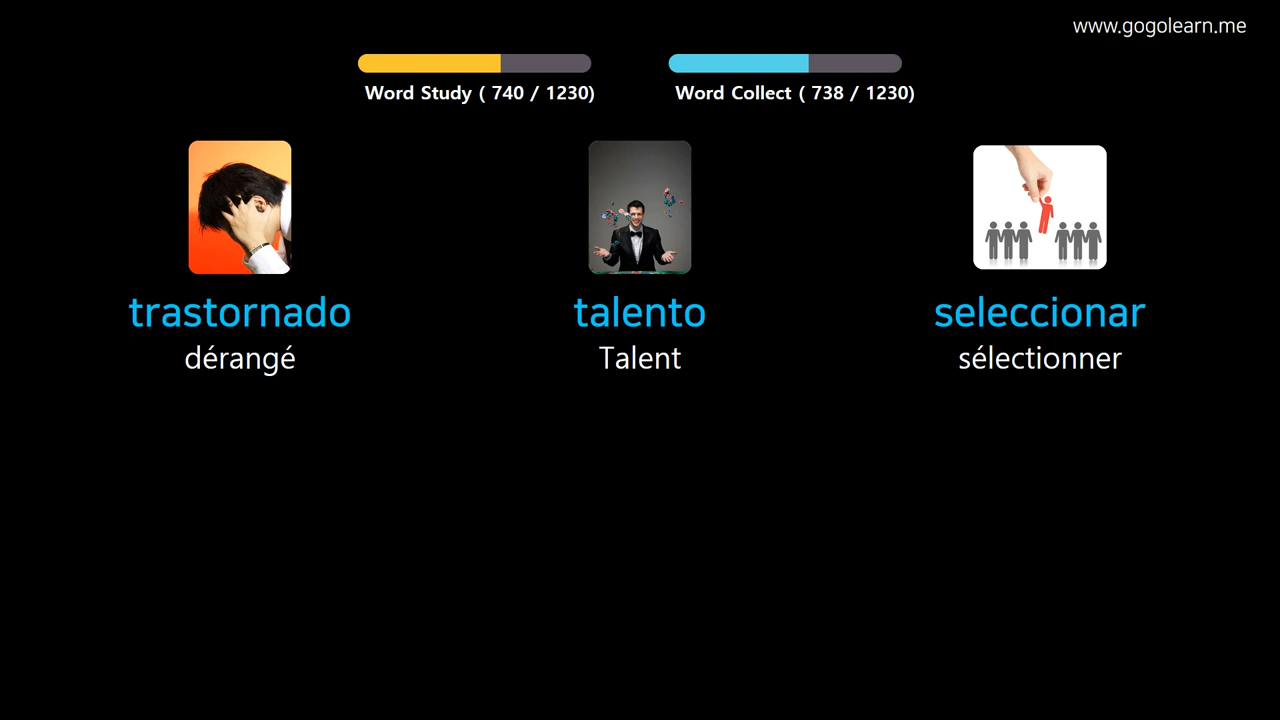 www.gogolearn.me
Word Study ( 740 / 1230)
Word Collect ( 738 / 1230)
trastornado
dérangé
talento
Talent
seleccionar
sélectionner